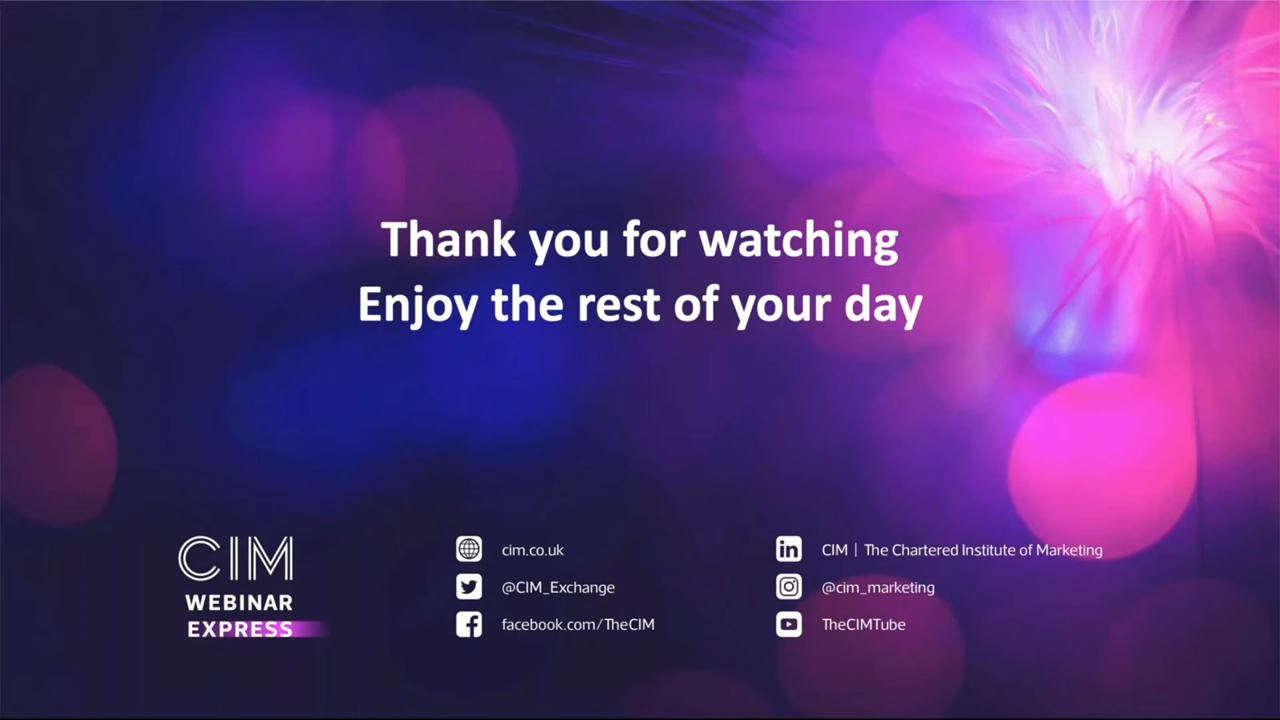 Thank you for watching
Enjoy the rest of your day
CIM
WEBINAR
EXPRESS
cim.co.uk
@CIM_Exchange
facebook.com/TheCIM
CIM | The Chartered Institute of Marketing
@cim_marketing
TheCIMTube